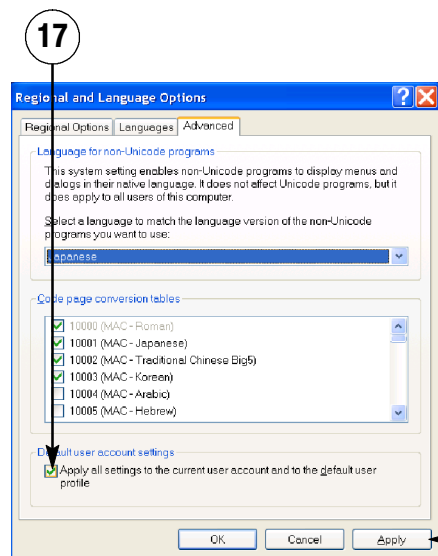 17
Regional and Language Options
Regional Options
Languages
Advanced
Language for non-Unicode programs
This system setting enables non-Unicode programs to display menus and
dialogs in their native language. It does not affect Unicode programs, but it
does apply to all users of this computer.
Select a language to match the language version of the non-Unicode
programs you want to use:
Japanese
Code page conversion tables
10000 (MAC - Roman)
10001 (MAC - Japanese)
10002 (MAC - Traditional Chinese Big5)
10003 (MAC - Korean)
10004 (MAC - Arabic)
10005 (MAC - Hebrew)
Default user account settings
Apply all settings to the current user account and to the default user
profile
OK
Cancel
Apply